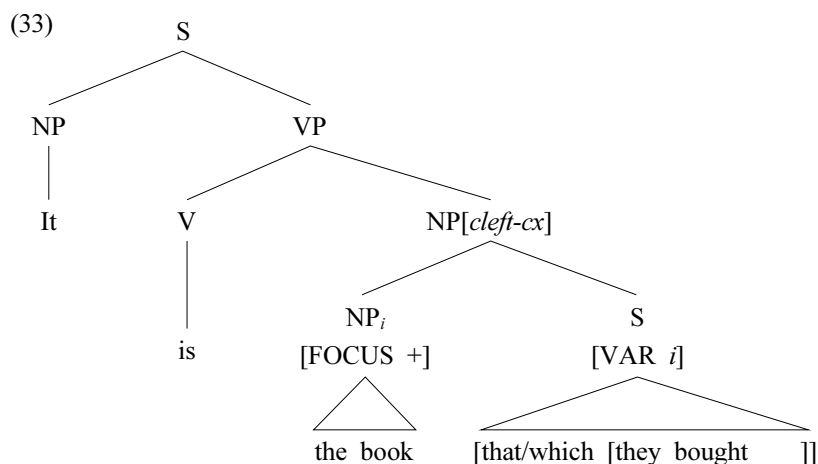 (33)
S
NP VP
It V NP[cleft-cx]
NPᵢ S
is [FOCUS +] [VAR i]
the book [that/which [they bought ]]